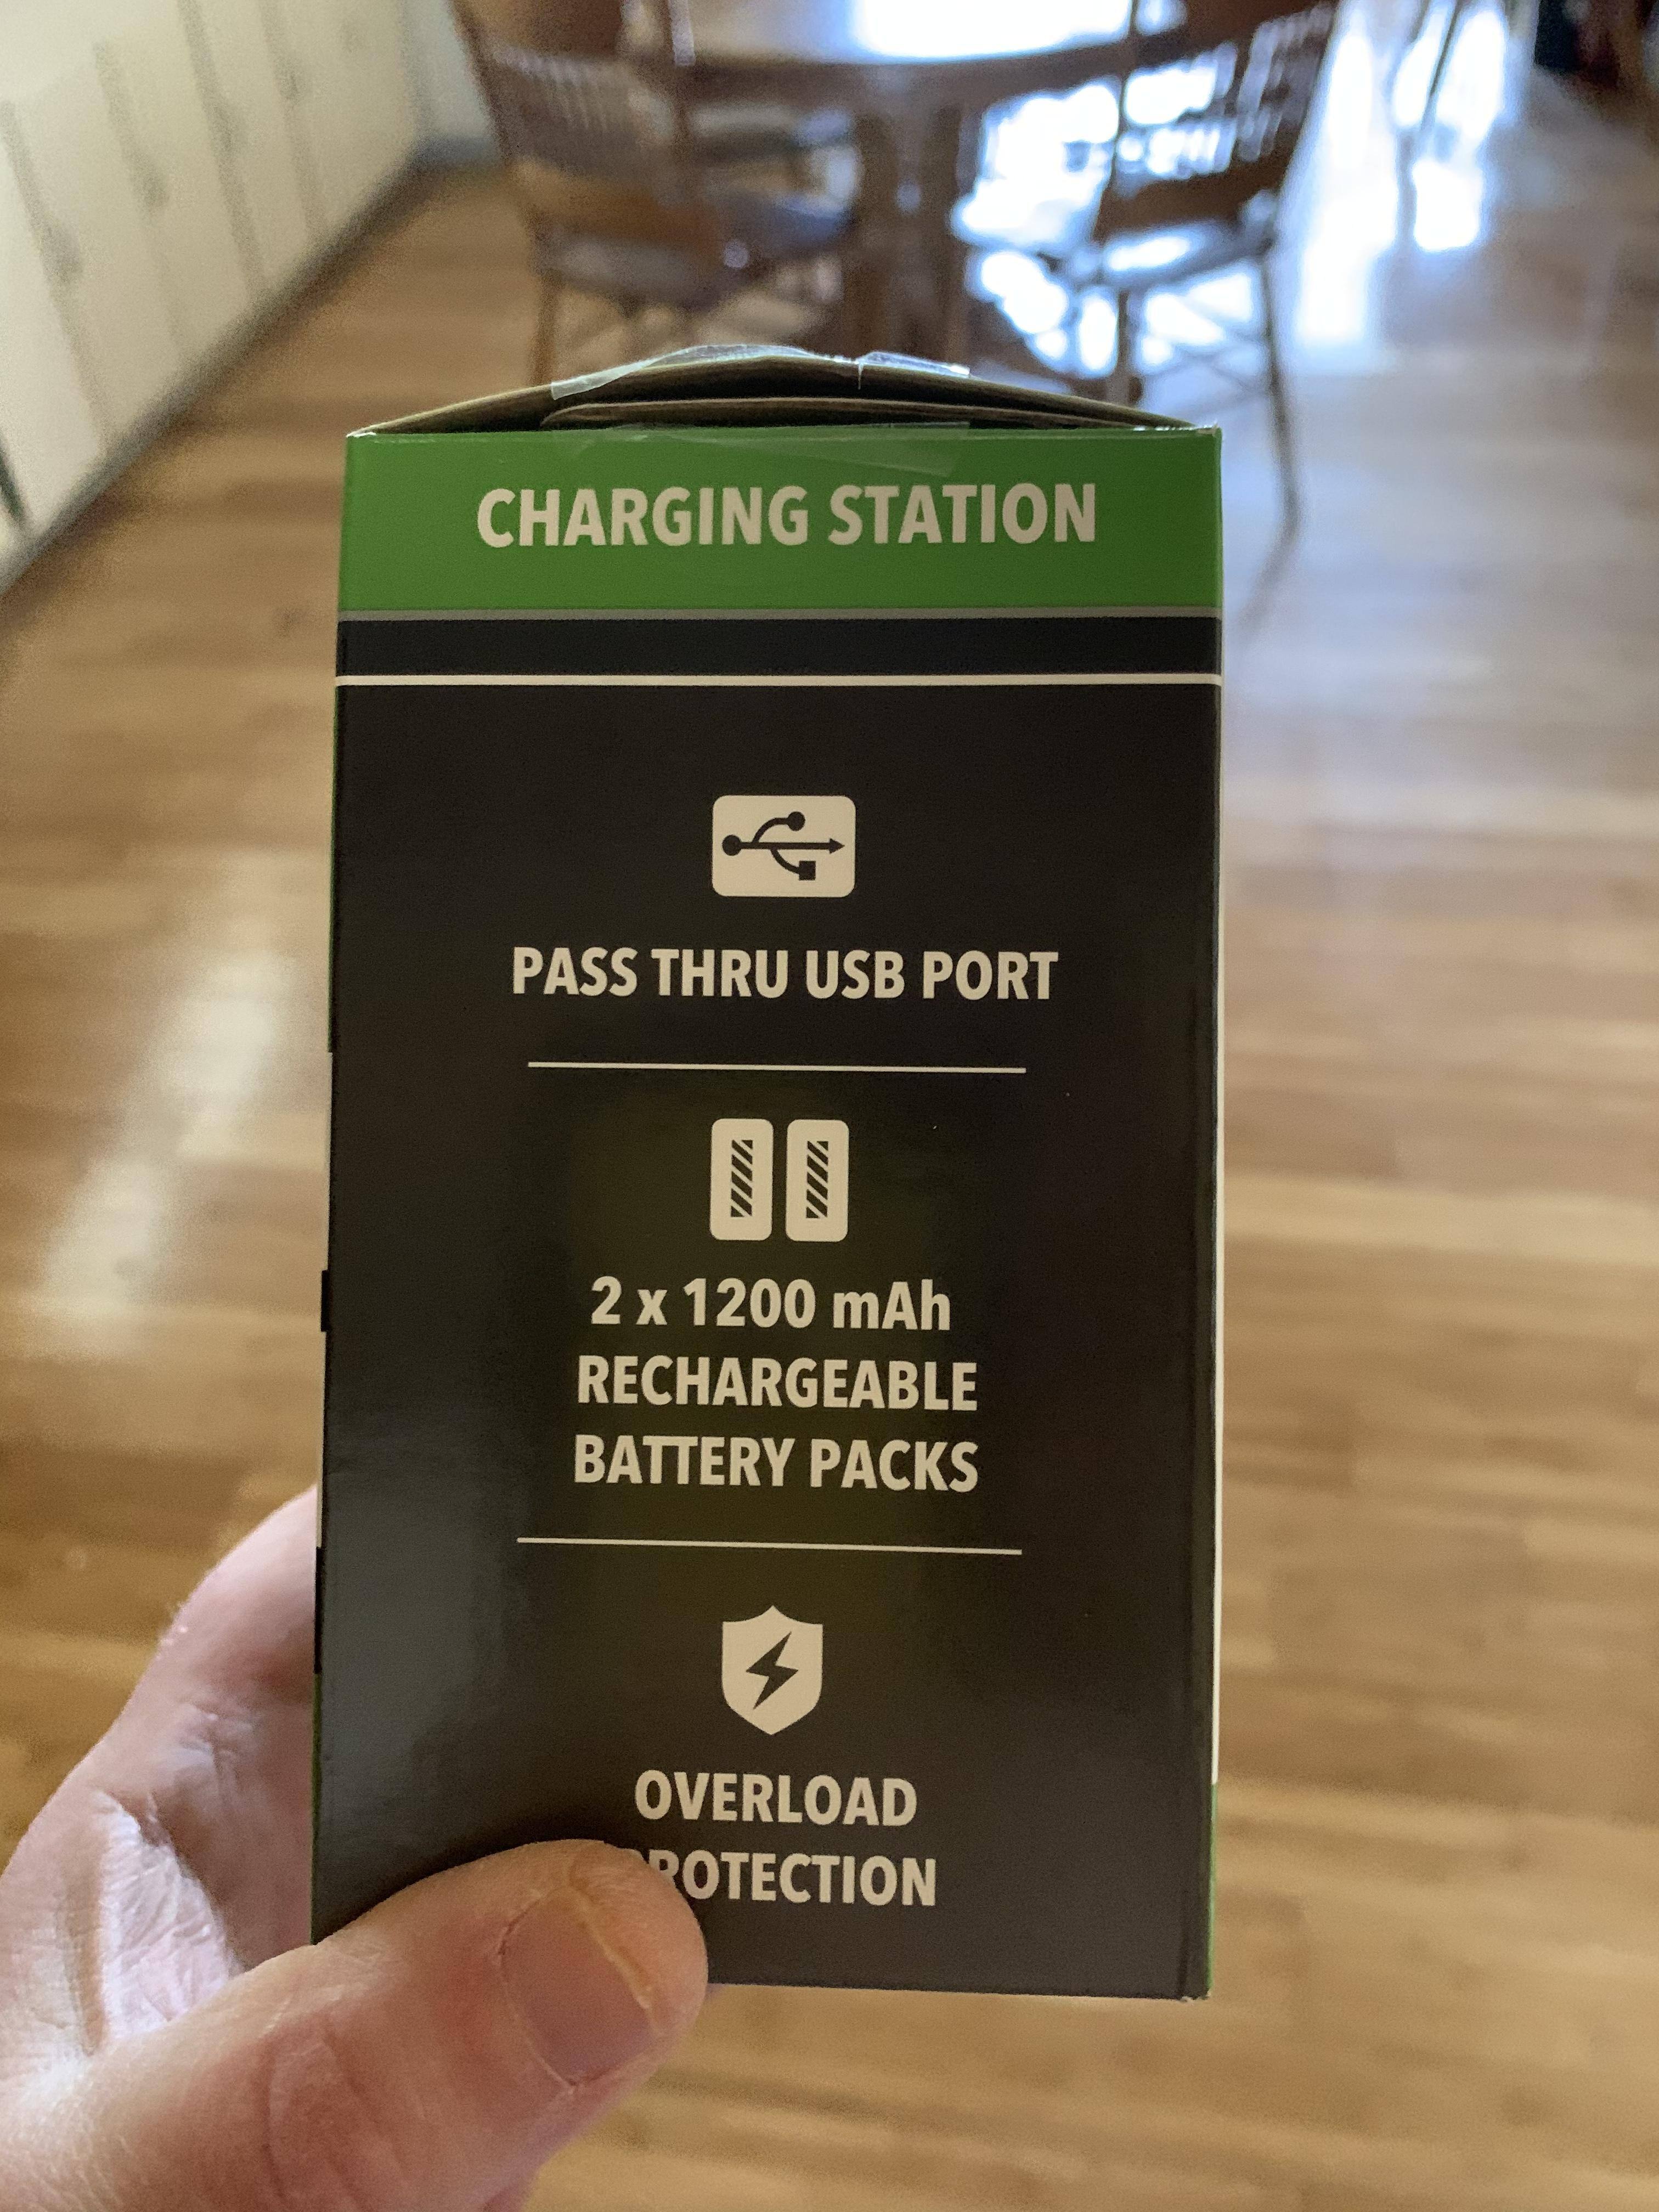 CHARGING STATION
PASS THRU USB PORT
2 x 1200 mAh
RECHARGEABLE
BATTERY PACKS
OVERLOAD
PROTECTION